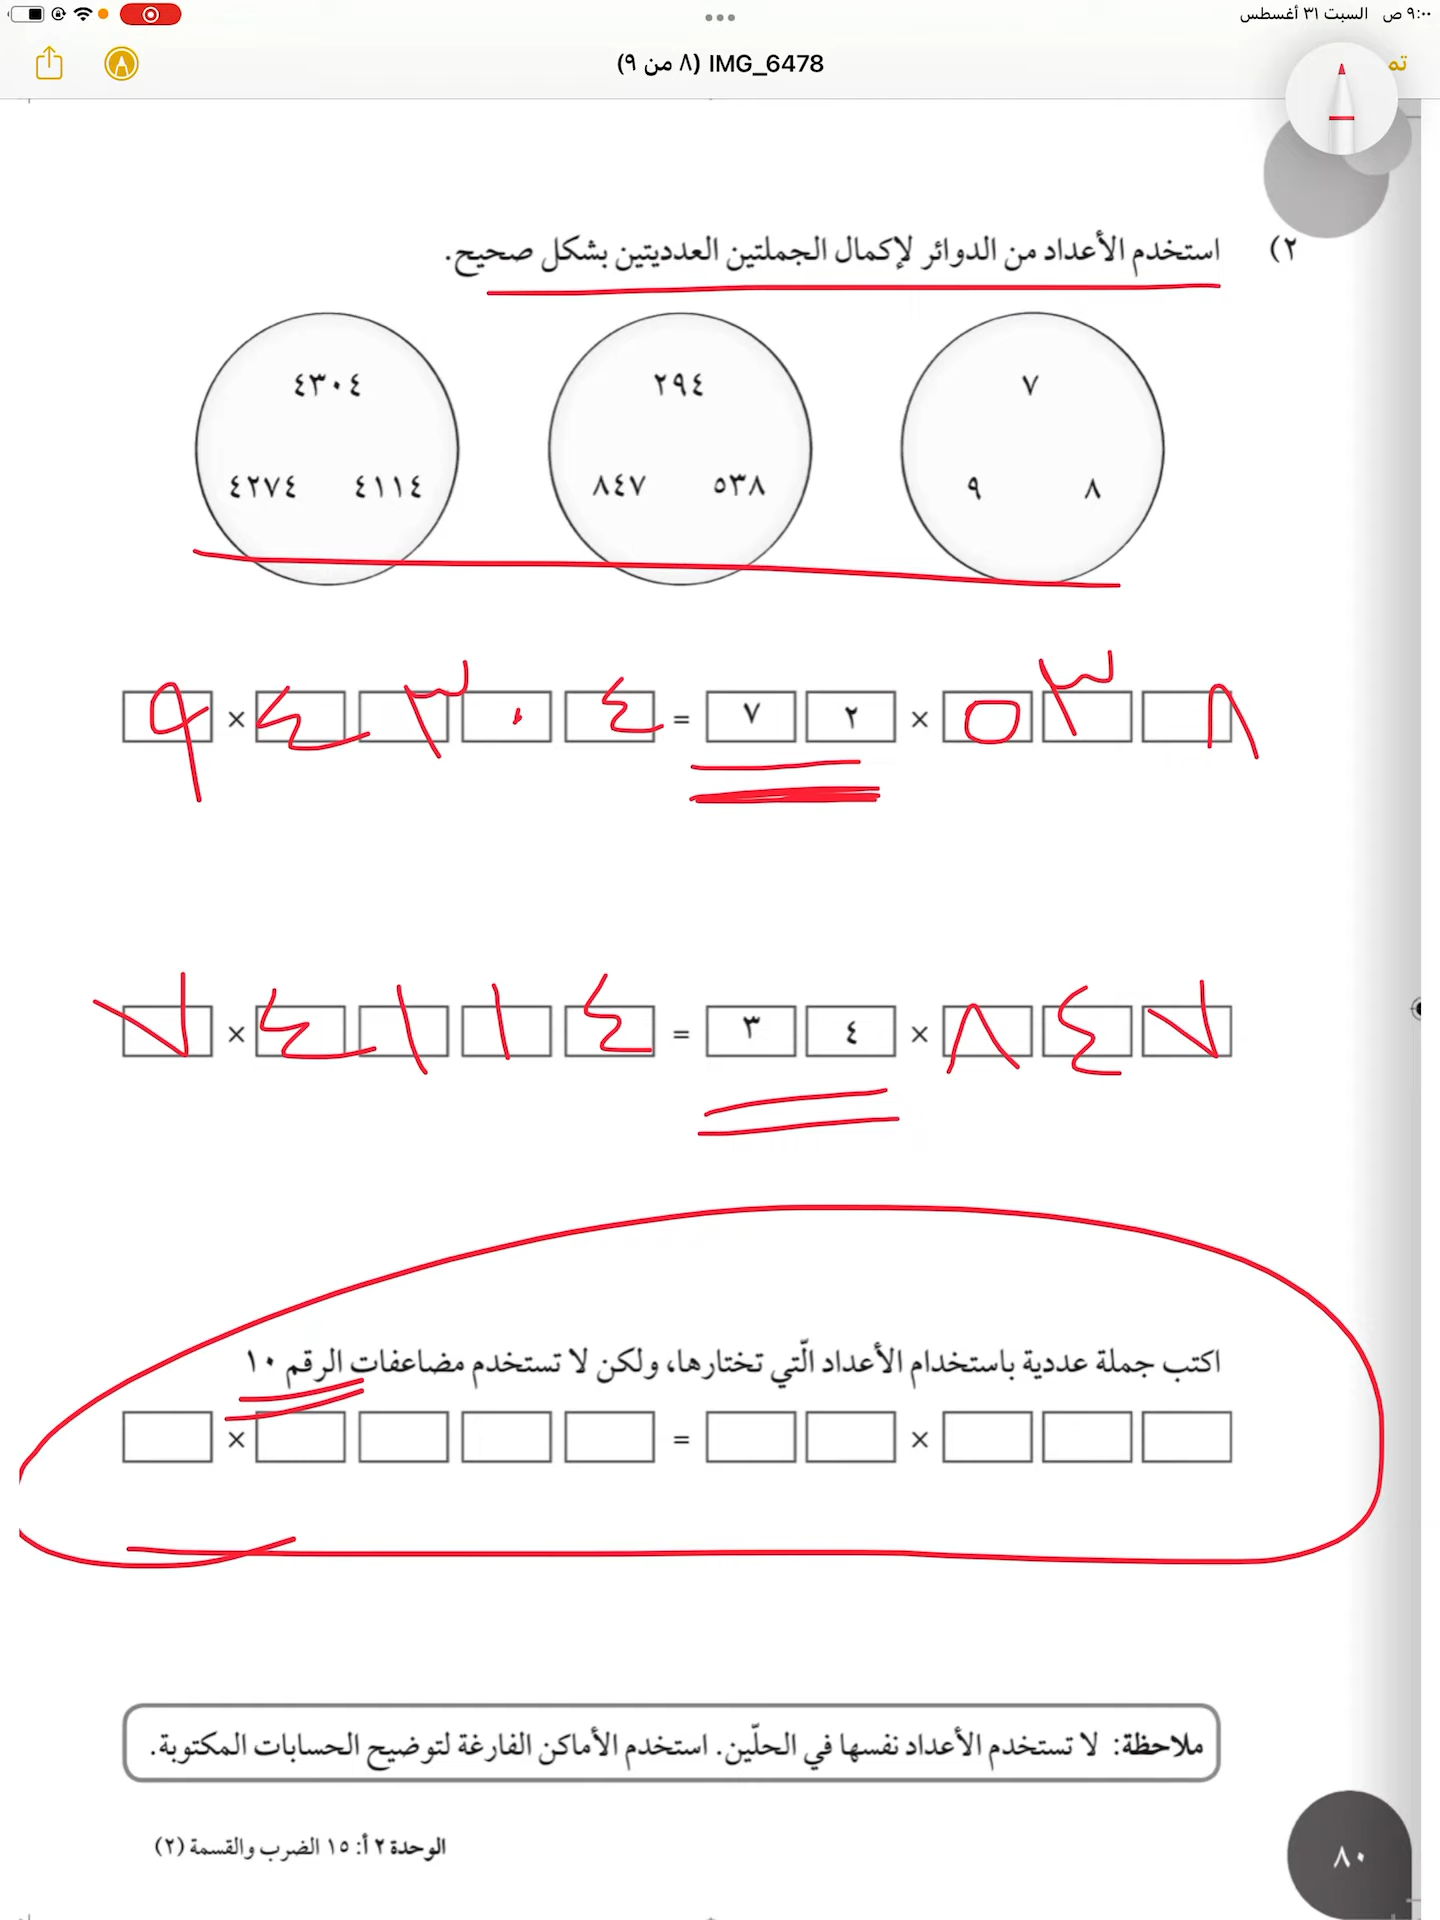 ٩:٠٠ ص السبت ٣١ أغسطس
IMG_6478 (٨ من ٩)
تم
٢) استخدم الأعداد من الدوائر لإكمال الجملتين العدديتين بشكل صحيح.
٧
٨ ٩
٢٩٤
٥٣٨ ٨٤٧
٤٣٠٤
٤١١٤ ٤٢٧٤
٩ × ٤ ٣ ٠ ٤ = ٧ ٢ × ٥ ٣ ٨
٧ × ٤ ١ ١ ٤ = ٣ ٤ × ٨ ٤ ٧
اكتب جملة عددية باستخدام الأعداد الّتي تختارها، ولكن لا تستخدم مضاعفات الرقم ١٠
× = ×
ملاحظة: لا تستخدم الأعداد نفسها في الحلّين. استخدم الأماكن الفارغة لتوضيح الحسابات المكتوبة.
الوحدة ٢ أ: ١٥ الضرب والقسمة (٢)
٨٠